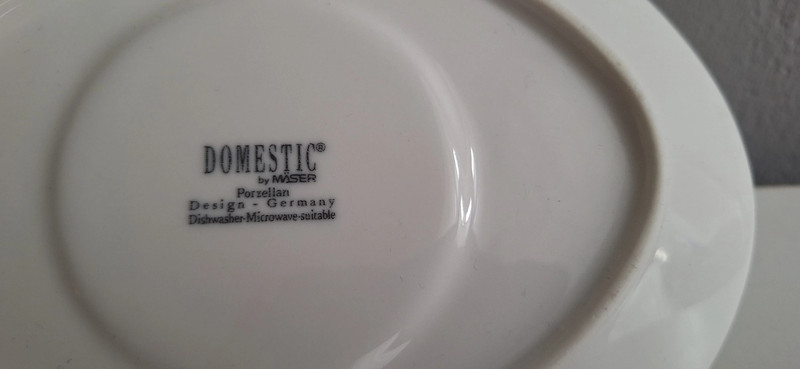 DOMESTIC®
by MÄSER
Porzellan
Design - Germany
Dishwasher-Microwave-suitable